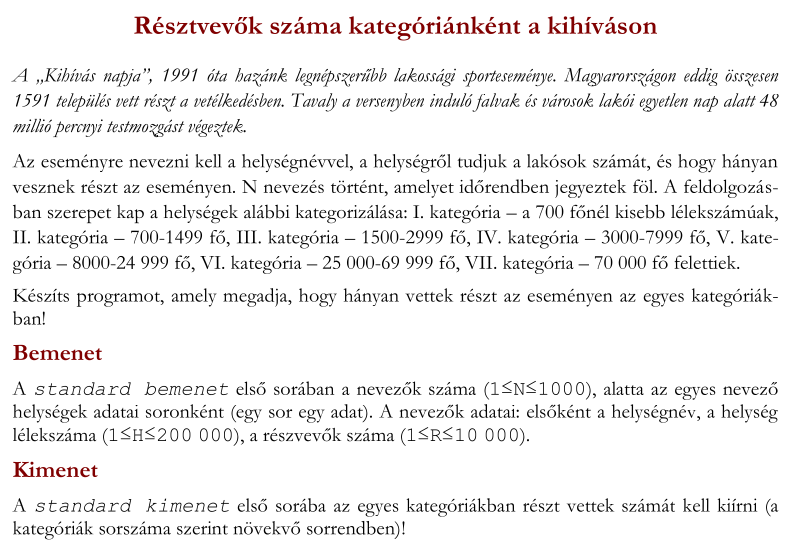 Résztvevők száma kategóriánként a kihíváson
A „Kihívás napja”, 1991 óta hazánk legnépszerűbb lakossági sporteseménye. Magyarországon eddig összesen
1591 település vett részt a vetélkedésben. Tavaly a versenyben induló falvak és városok lakói egyetlen nap alatt 48
millió percnyi testmozgást végeztek.
Az eseményre nevezni kell a helységnévvel, a helységről tudjuk a lakósok számát, és hogy hányan
vesznek részt az eseményen. N nevezés történt, amelyet időrendben jegyeztek föl. A feldolgozás-
ban szerepet kap a helységek alábbi kategorizálása: I. kategória – a 700 főnél kisebb lélekszámúak,
II. kategória – 700-1499 fő, III. kategória – 1500-2999 fő, IV. kategória – 3000-7999 fő, V. kate-
gória – 8000-24 999 fő, VI. kategória – 25 000-69 999 fő, VII. kategória – 70 000 fő felettiek.
Készíts programot, amely megadja, hogy hányan vettek részt az eseményen az egyes kategóriák-
ban!
Bemenet
A standard bemenet első sorában a nevezők száma (1≤N≤1000), alatta az egyes nevező
helységek adatai soronként (egy sor egy adat). A nevezők adatai: elsőként a helységnév, a helység
lélekszáma (1≤H≤200 000), a részvevők száma (1≤R≤10 000).
Kimenet
A standard kimenet első sorába az egyes kategóriákban részt vettek számát kell kiírni (a
kategóriák sorszáma szerint növekvő sorrendben)!